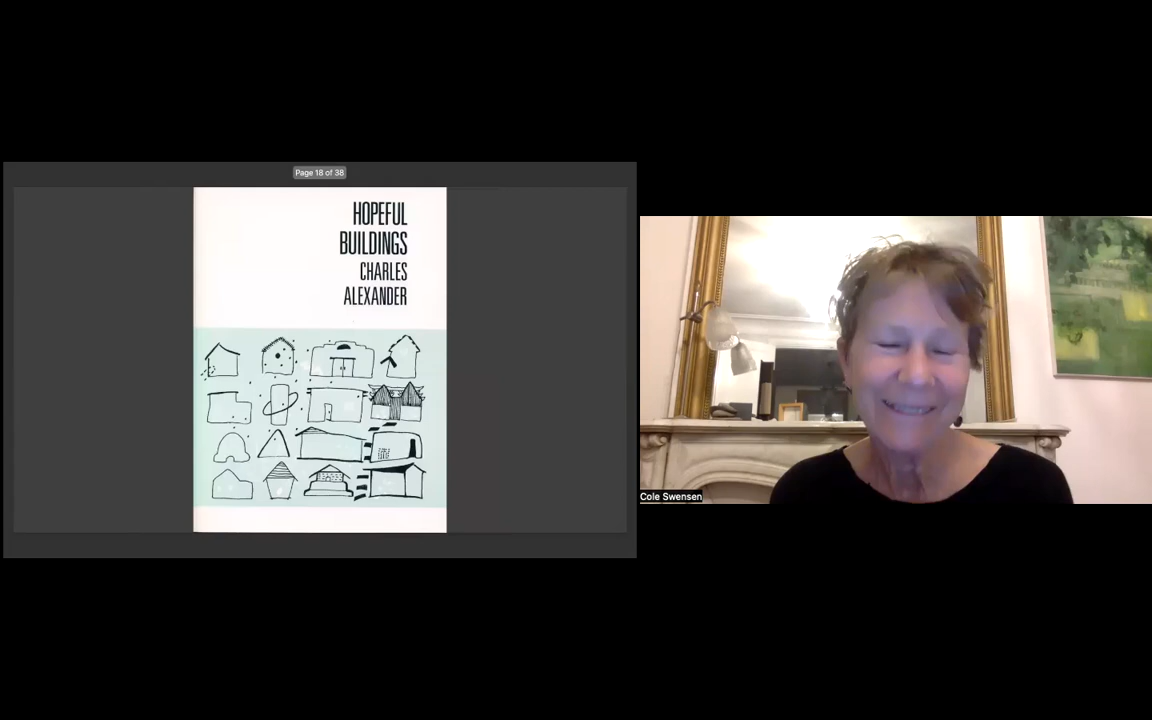 Page 18 of 38
HOPEFUL
BUILDINGS
CHARLES
ALEXANDER
Cole Swensen